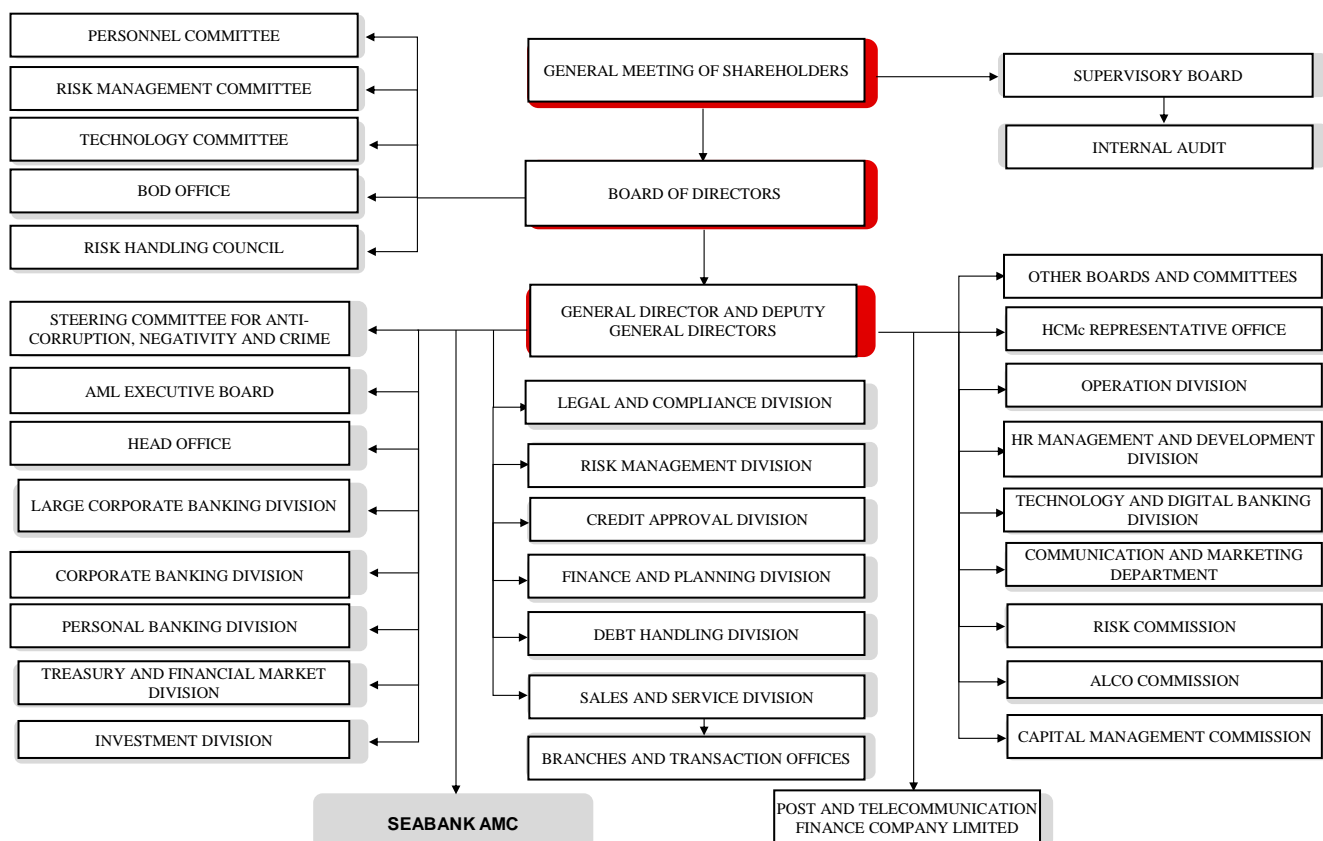 PERSONNEL COMMITTEE
RISK MANAGEMENT COMMITTEE
TECHNOLOGY COMMITTEE
BOD OFFICE
RISK HANDLING COUNCIL
GENERAL MEETING OF SHAREHOLDERS
BOARD OF DIRECTORS
SUPERVISORY BOARD
INTERNAL AUDIT
GENERAL DIRECTOR AND DEPUTY
GENERAL DIRECTORS
STEERING COMMITTEE FOR ANTI-
CORRUPTION, NEGATIVITY AND CRIME
AML EXECUTIVE BOARD
HEAD OFFICE
LARGE CORPORATE BANKING DIVISION
CORPORATE BANKING DIVISION
PERSONAL BANKING DIVISION
TREASURY AND FINANCIAL MARKET
DIVISION
INVESTMENT DIVISION
LEGAL AND COMPLIANCE DIVISION
RISK MANAGEMENT DIVISION
CREDIT APPROVAL DIVISION
FINANCE AND PLANNING DIVISION
DEBT HANDLING DIVISION
SALES AND SERVICE DIVISION
BRANCHES AND TRANSACTION OFFICES
OTHER BOARDS AND COMMITTEES
HCMc REPRESENTATIVE OFFICE
OPERATION DIVISION
HR MANAGEMENT AND DEVELOPMENT
DIVISION
TECHNOLOGY AND DIGITAL BANKING
DIVISION
COMMUNICATION AND MARKETING
DEPARTMENT
RISK COMMISSION
ALCO COMMISSION
CAPITAL MANAGEMENT COMMISSION
SEABANK AMC
POST AND TELECOMMUNICATION
FINANCE COMPANY LIMITED